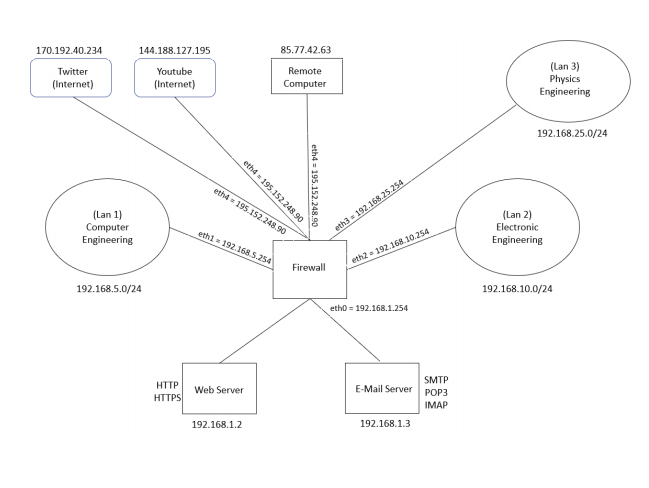 170.192.40.234
144.188.127.195
85.77.42.63
Twitter
(Internet)
Youtube
(Internet)
Remote
Computer
(Lan 3)
Physics
Engineering
192.168.25.0/24
eth4 = 195.152.248.90
eth4 = 195.152.248.90
eth4 = 195.152.248.90
eth3 = 192.168.25.254
(Lan 1)
Computer
Engineering
192.168.5.0/24
eth1 = 192.168.5.254
Firewall
eth2 = 192.168.10.254
(Lan 2)
Electronic
Engineering
192.168.10.0/24
eth0 = 192.168.1.254
HTTP
HTTPS
Web Server
192.168.1.2
E-Mail Server
192.168.1.3
SMTP
POP3
IMAP